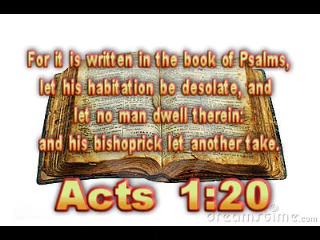 For it is written in the book of Psalms,
let his habitation be desolate, and
let no man dwell therein:
and his bishoprick let another take.
Acts 1:20
dreamstime.com